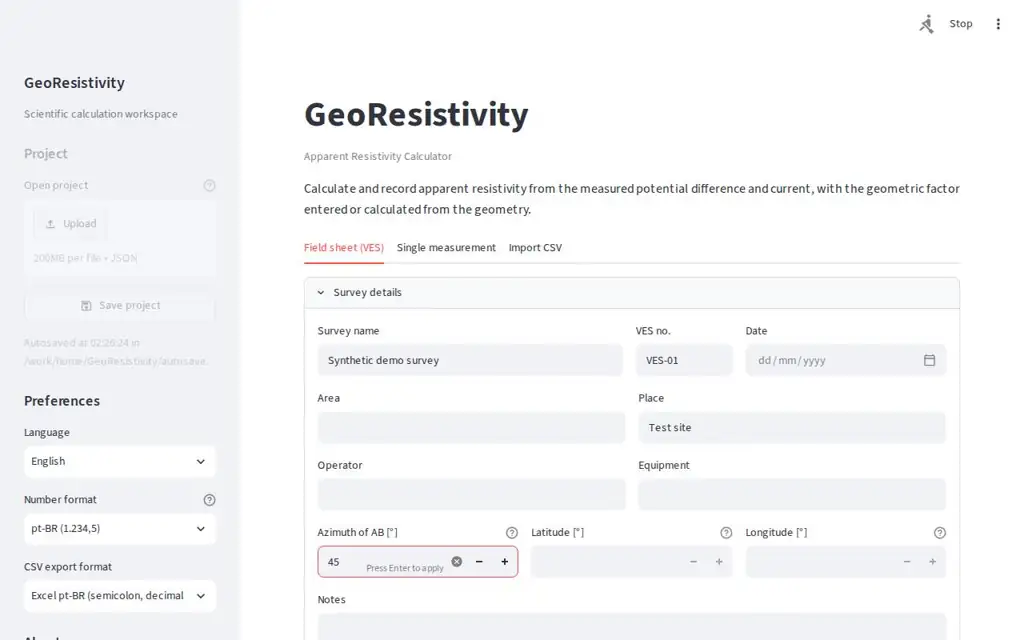 Stop
GeoResistivity
Scientific calculation workspace
Project
Open project
Upload
200MB per file • JSON
Save project
Autosaved at 02:26:24 in
/work/home/GeoResistivity/autosave.
Preferences
Language
English
Number format
pt-BR (1.234,5)
CSV export format
Excel pt-BR (semicolon, decimal
GeoResistivity
Apparent Resistivity Calculator
Calculate and record apparent resistivity from the measured potential difference and current, with the geometric factor
entered or calculated from the geometry.
Field sheet (VES) Single measurement Import CSV
Survey details
Survey name VES no. Date
Synthetic demo survey VES-01 dd/mm/yyyy
Area Place
Test site
Operator Equipment
Azimuth of AB [°] Latitude [°] Longitude [°]
45 Press Enter to apply
Notes